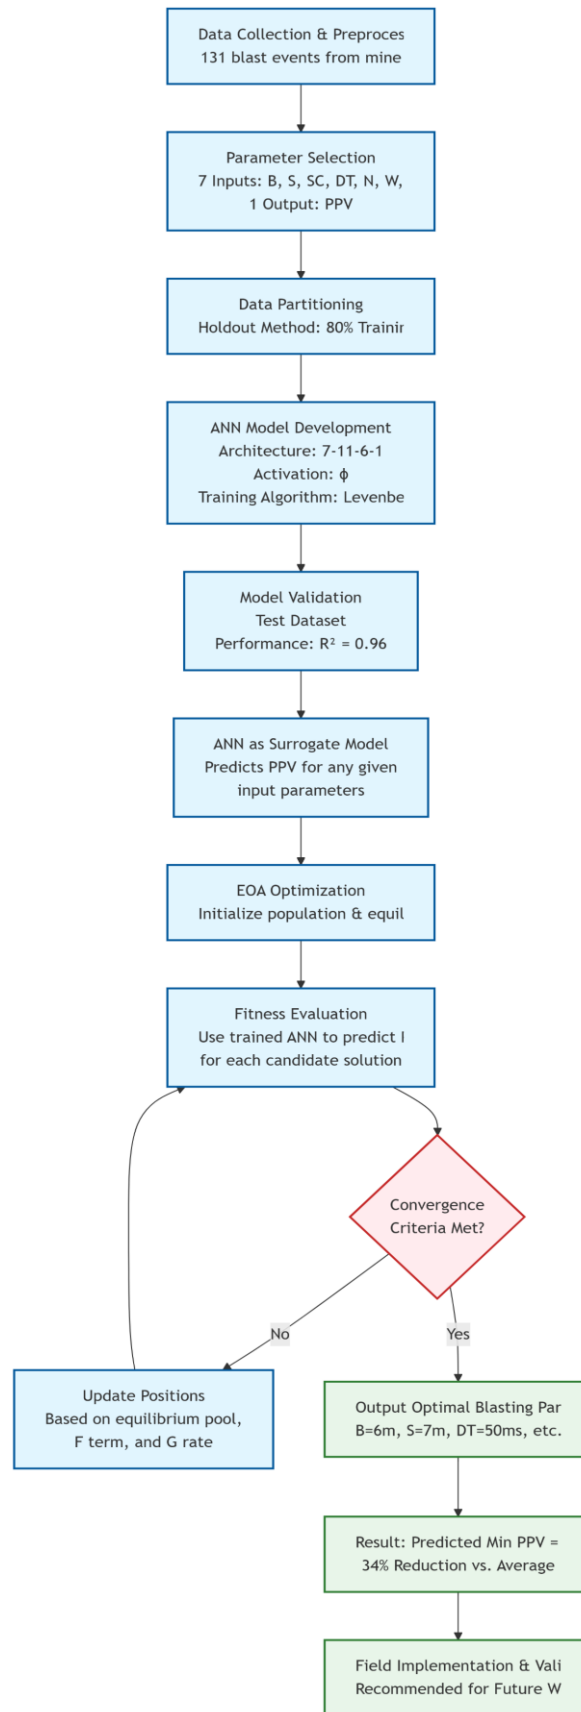 Data Collection & Preproces
131 blast events from mine
Parameter Selection
7 Inputs: B, S, SC, DT, N, W,
1 Output: PPV
Data Partitioning
Holdout Method: 80% Trainin
ANN Model Development
Architecture: 7-11-6-1
Activation: ϕ
Training Algorithm: Levenbe
Model Validation
Test Dataset
Performance: R² = 0.96
ANN as Surrogate Model
Predicts PPV for any given
input parameters
EOA Optimization
Initialize population & equil
Fitness Evaluation
Use trained ANN to predict
for each candidate solution
Convergence
Criteria Met?
No
Yes
Update Positions
Based on equilibrium pool,
F term, and G rate
Output Optimal Blasting Par
B=6m, S=7m, DT=50ms, etc.
Result: Predicted Min PPV =
34% Reduction vs. Average
Field Implementation & Vali
Recommended for Future W